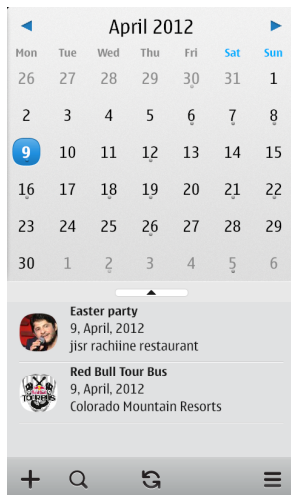 April 2012
Mon Tue Wed Thu Fri Sat Sun
26 27 28 29 30 31 1
2 3 4 5 6 7 8
9 10 11 12 13 14 15
16 17 18 19 20 21 22
23 24 25 26 27 28 29
30 1 2 3 4 5 6
Easter party
9, April, 2012
jisr rachiine restaurant
Red Bull Tour Bus
9, April, 2012
Colorado Mountain Resorts